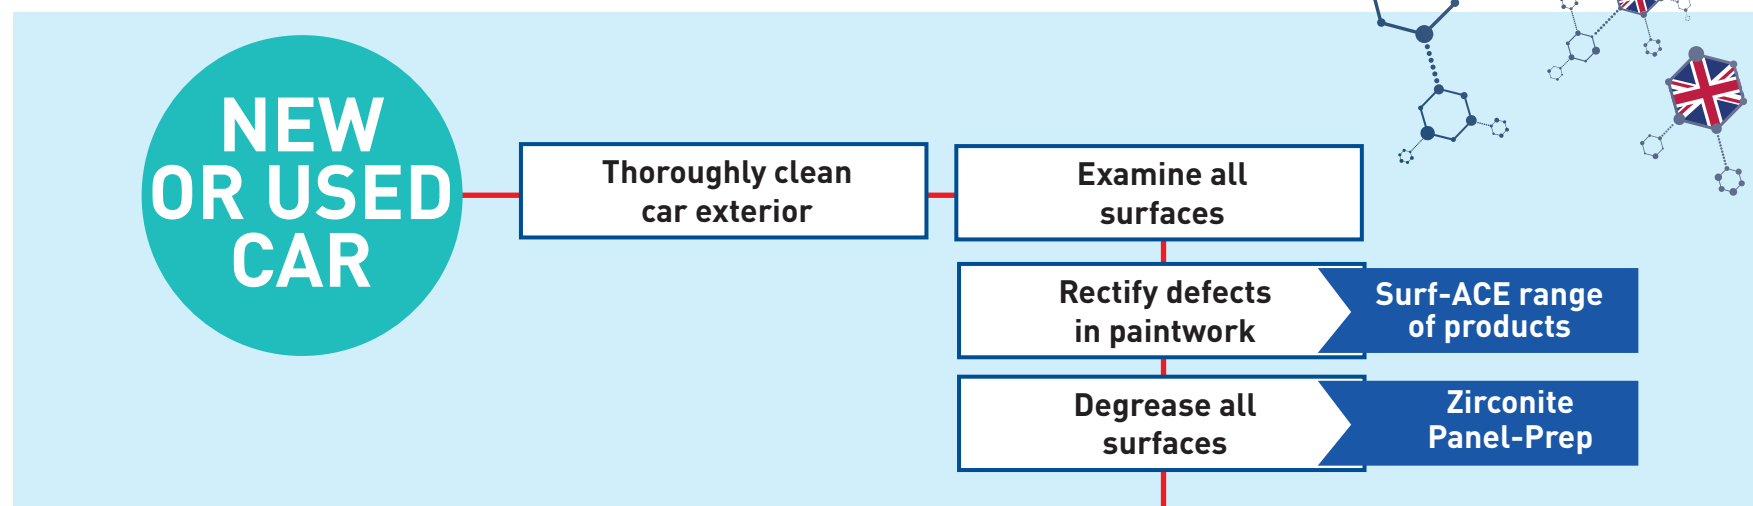 NEW
OR USED
CAR
Thoroughly clean
car exterior
Examine all
surfaces
Rectify defects
in paintwork
Surf-ACE range
of products
Degrease all
surfaces
Zirconite
Panel-Prep